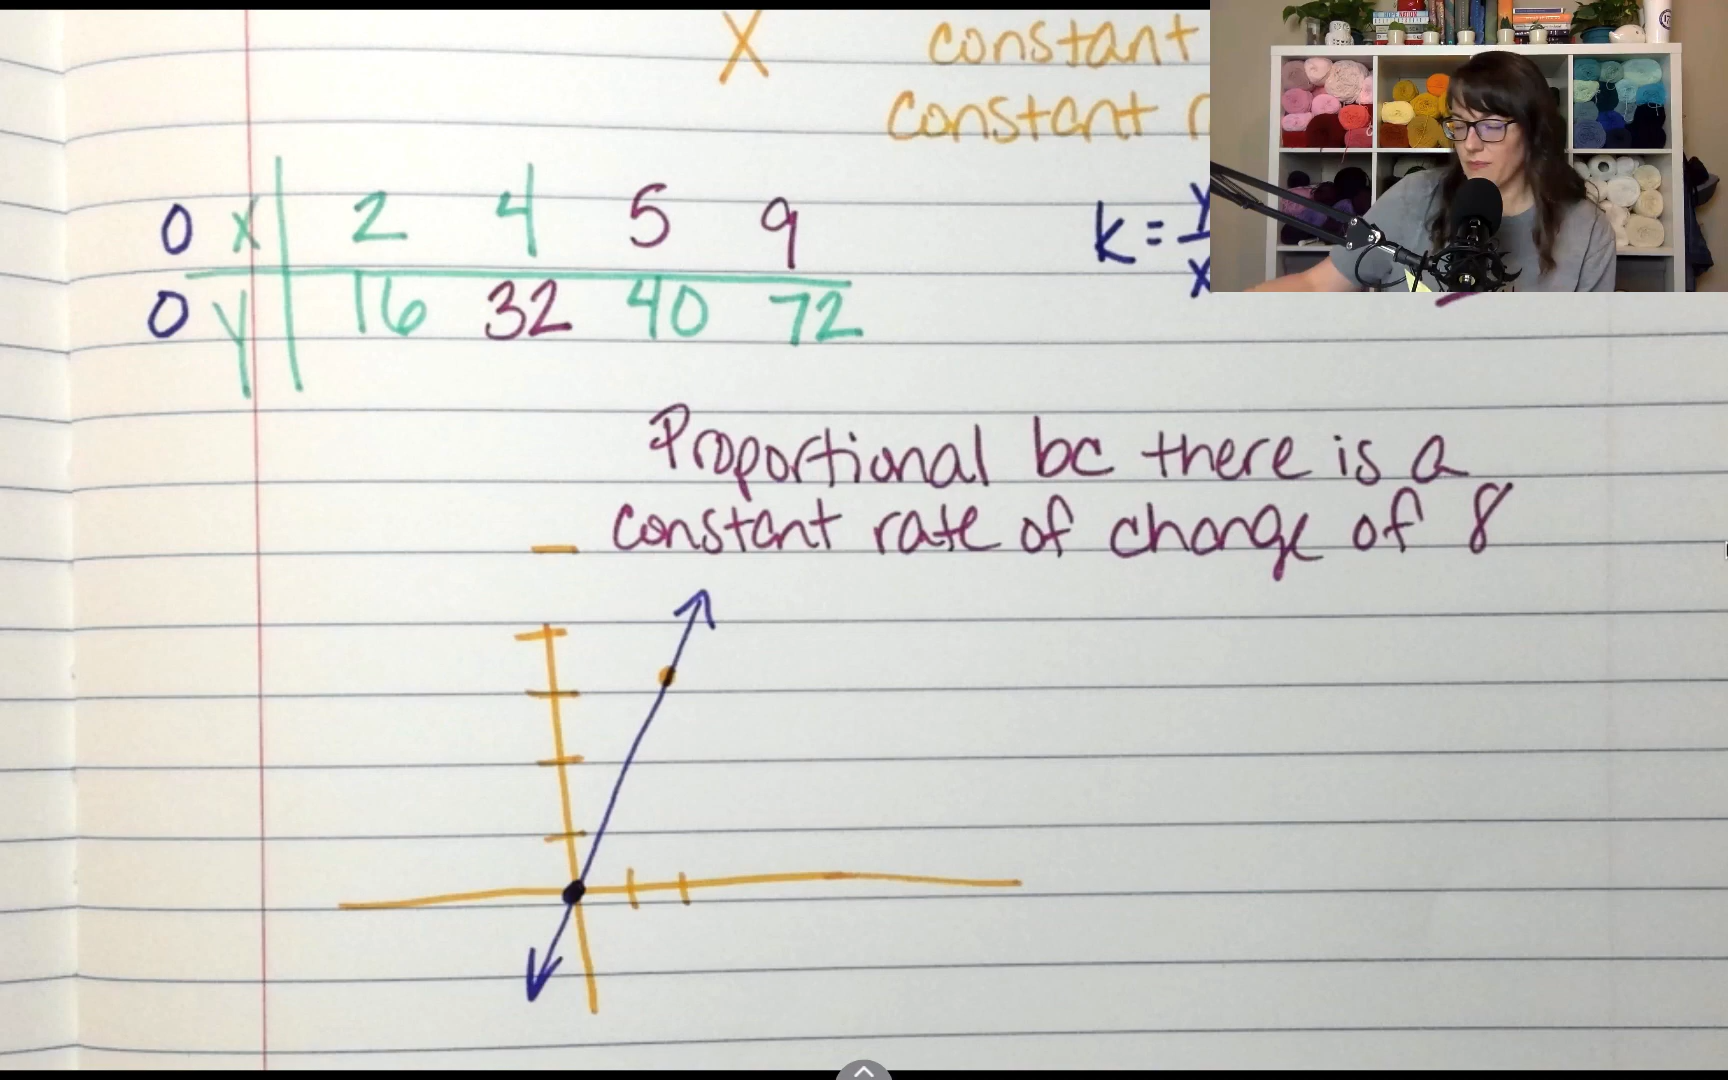 X constant
constant r
0 x 2 4 5 9
0 y 16 32 40 72
k = y
x
Proportional bc there is a
constant rate of change of 8